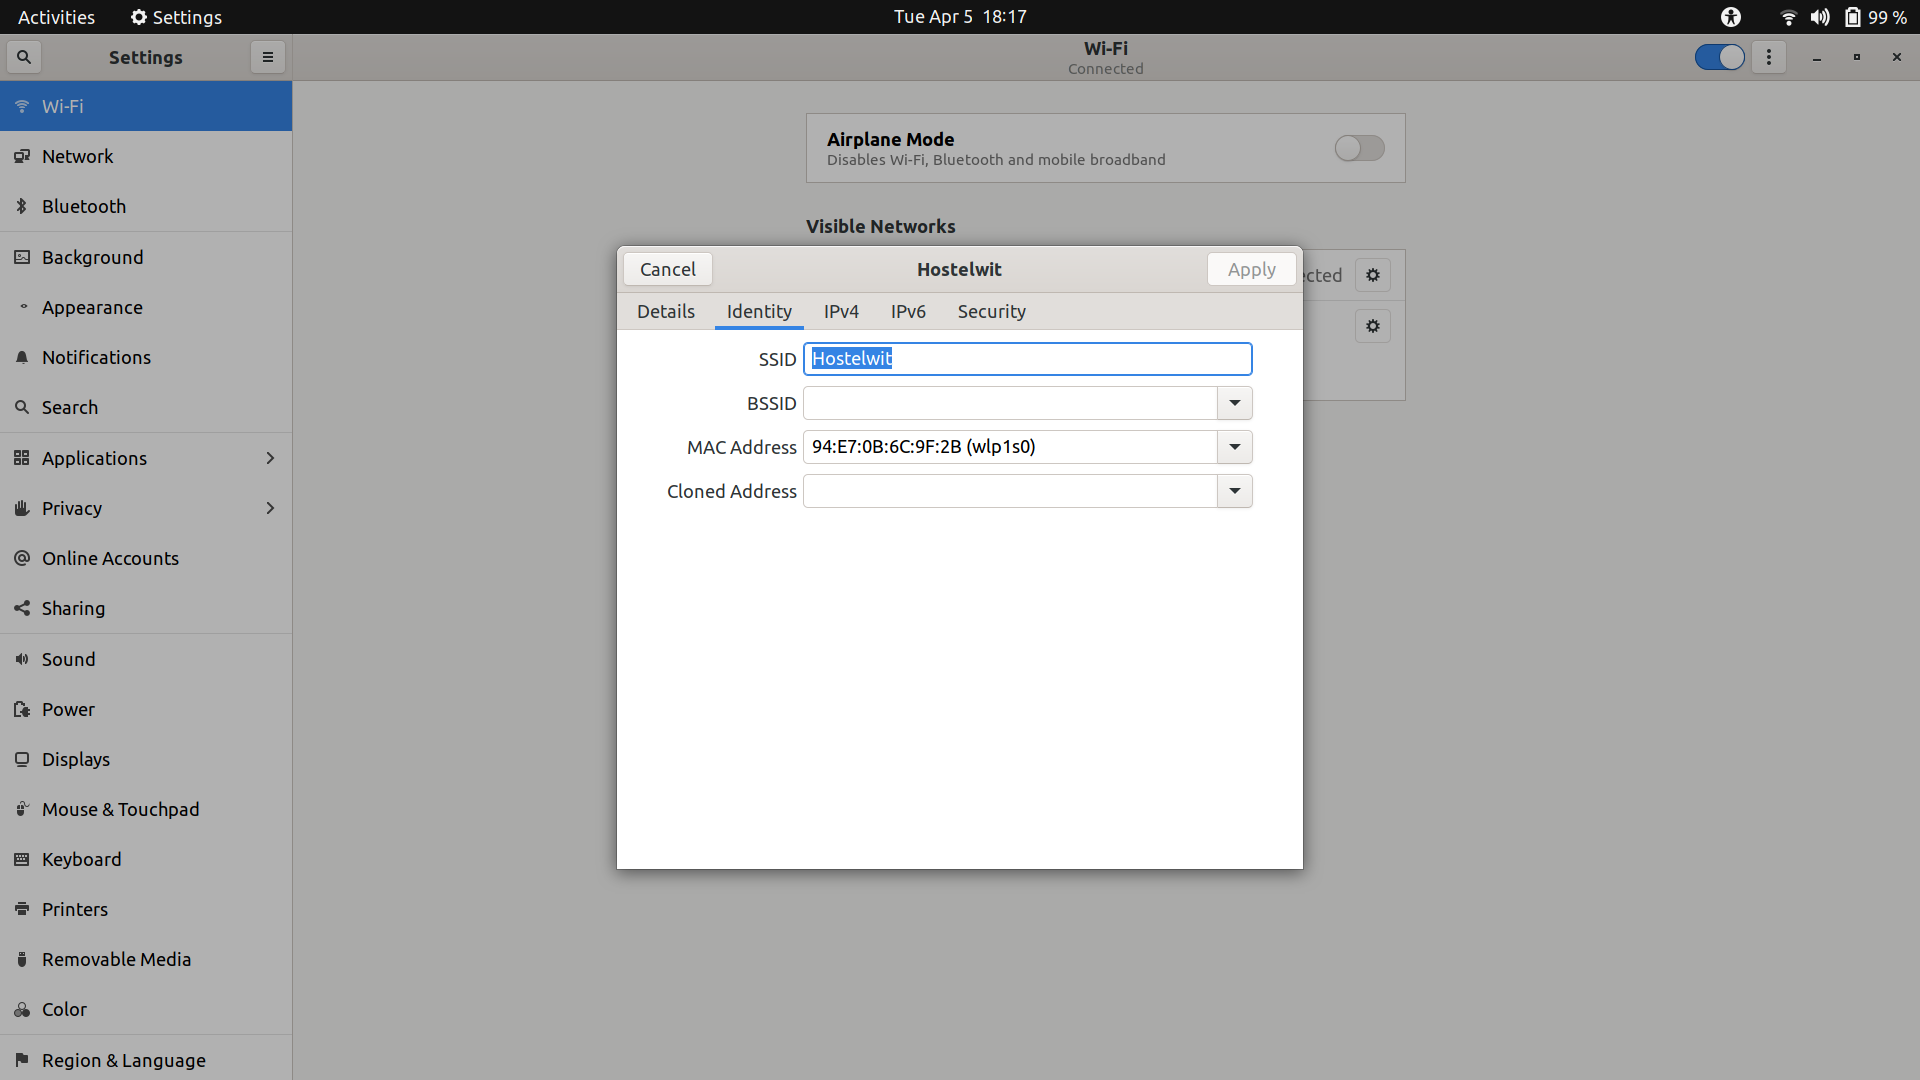 Activities
Settings
Tue Apr 5 18:17
99 %
Settings
Wi-Fi
Connected
Wi-Fi
Network
Bluetooth
Background
Appearance
Notifications
Search
Applications
Privacy
Online Accounts
Sharing
Sound
Power
Displays
Mouse & Touchpad
Keyboard
Printers
Removable Media
Color
Region & Language
Airplane Mode
Disables Wi-Fi, Bluetooth and mobile broadband
Visible Networks
Cancel
Hostelwit
Apply
Details
Identity
IPv4
IPv6
Security
SSID
Hostelwit
BSSID
MAC Address
94:E7:0B:6C:9F:2B (wlp1s0)
Cloned Address